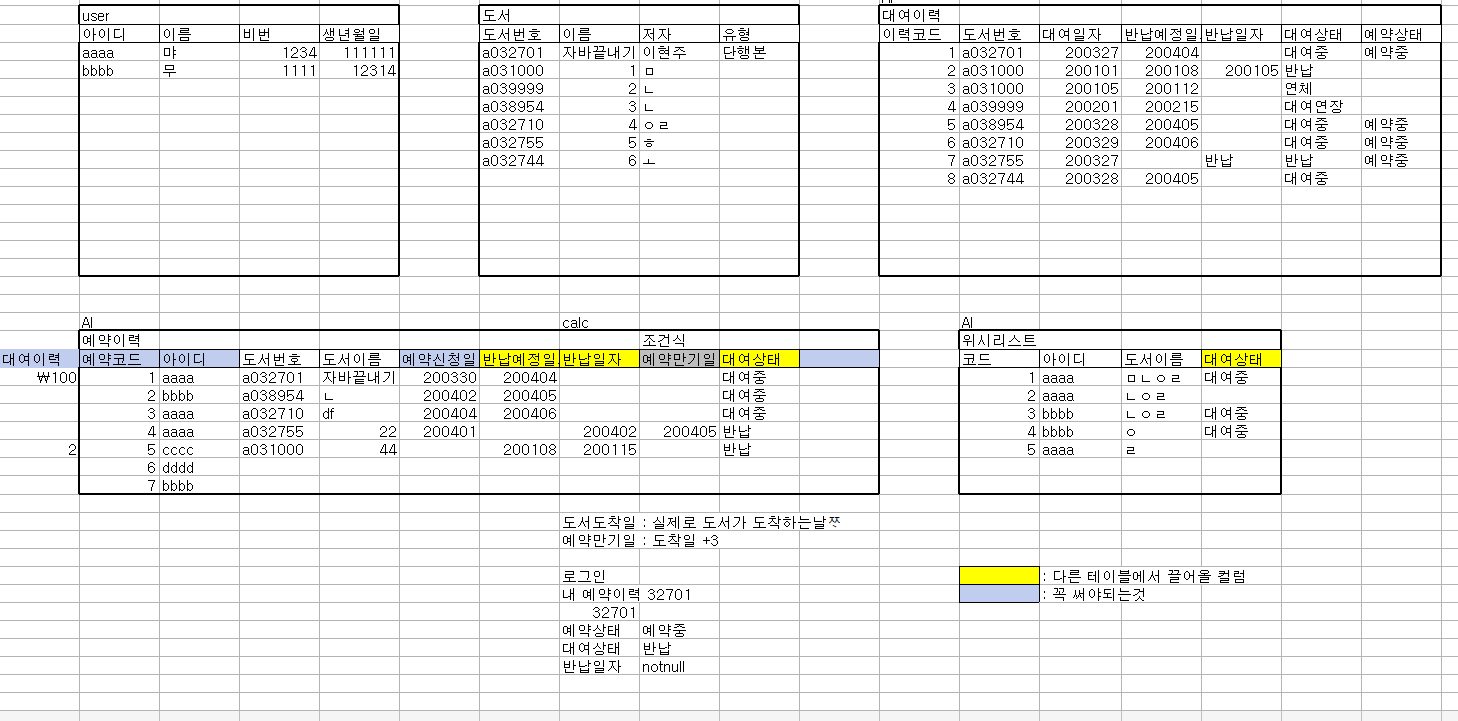 user 도서 대여이력
아이디 이름 비번 생년월일 도서번호 이름 저자 유형 이력코드 도서번호 대여일자 반납예정일 반납일자 대여상태 예약상태
aaaa 먀 1234 111111 a032701 자바끝내기 이현주 단행본 1 a032701 200327 200404 대여중 예약중
bbbb 무 1111 12314 a031000 1 ㅁ 2 a031000 200101 200108 200105 반납
a039999 2 ㄴ 3 a031000 200105 200112 연체
a038954 3 ㄴ 4 a039999 200201 200215 대여연장
a032710 4 ㅇㄹ 5 a038954 200328 200405 대여중 예약중
a032755 5 ㅎ 6 a032710 200329 200406 대여중 예약중
a032744 6 ㅗ 7 a032755 200327 반납 반납 예약중
8 a032744 200328 200405 대여중
AI calc AI
예약이력 조건식 위시리스트
대여이력 예약코드 아이디 도서번호 도서이름 예약신청일 반납예정일 반납일자 예약만기일 대여상태 코드 아이디 도서이름 대여상태
₩100 1 aaaa a032701 자바끝내기 200330 200404 대여중 1 aaaa ㅁㄴㅇㄹ 대여중
2 bbbb a038954 ㄴ 200402 200405 대여중 2 aaaa ㄴㅇㄹ
3 aaaa a032710 df 200404 200406 대여중 3 bbbb ㄴㅇㄹ 대여중
4 aaaa a032755 22 200401 200402 200405 반납 4 bbbb ㅇ 대여중
2 5 cccc a031000 44 200108 200115 반납 5 aaaa ㄹ
6 dddd
7 bbbb
도서도착일 : 실제로 도서가 도착하는날
예약만기일 : 도착일 +3
로그인 : 다른 테이블에서 끌어올 컬럼
내 예약이력 32701 : 꼭 써야되는것
32701
예약상태 예약중
대여상태 반납
반납일자 notnull